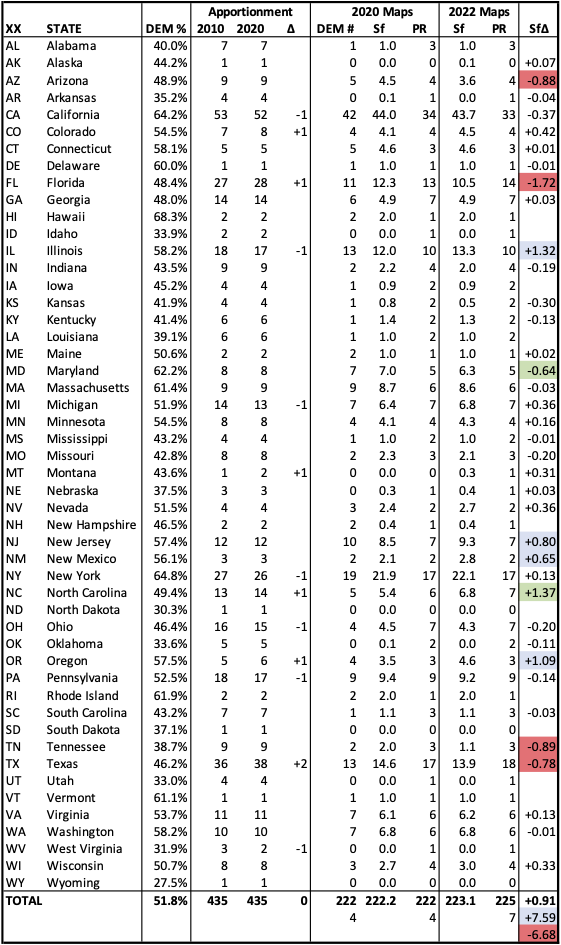 Apportionment 2020 Maps 2022 Maps
XX STATE DEM % 2010 2020 Δ DEM # Sf PR Sf PR SfΔ
AL Alabama 40.0% 7 7 1 1.0 3 1.0 3
AK Alaska 44.2% 1 1 0 0.0 0 0.1 0 +0.07
AZ Arizona 48.9% 9 9 5 4.5 4 3.6 4 -0.88
AR Arkansas 35.2% 4 4 0 0.1 1 0.0 1 -0.04
CA California 64.2% 53 52 -1 42 44.0 34 43.7 33 -0.37
CO Colorado 54.5% 7 8 +1 4 4.1 4 4.5 4 +0.42
CT Connecticut 58.1% 5 5 5 4.6 3 4.6 3 +0.01
DE Delaware 60.0% 1 1 1 1.0 1 1.0 1 -0.01
FL Florida 48.4% 27 28 +1 11 12.3 13 10.5 14 -1.72
GA Georgia 48.0% 14 14 6 4.9 7 4.9 7 +0.03
HI Hawaii 68.3% 2 2 2 2.0 1 2.0 1
ID Idaho 33.9% 2 2 0 0.0 1 0.0 1
IL Illinois 58.2% 18 17 -1 13 12.0 10 13.3 10 +1.32
IN Indiana 43.5% 9 9 2 2.2 4 2.0 4 -0.19
IA Iowa 45.2% 4 4 1 0.9 2 0.9 2
KS Kansas 41.9% 4 4 1 0.8 2 0.5 2 -0.30
KY Kentucky 41.4% 6 6 1 1.4 2 1.3 2 -0.13
LA Louisiana 39.1% 6 6 1 1.0 2 1.0 2
ME Maine 50.6% 2 2 2 1.0 1 1.0 1 +0.02
MD Maryland 62.2% 8 8 7 7.0 5 6.3 5 -0.64
MA Massachusetts 61.4% 9 9 9 8.7 6 8.6 6 -0.03
MI Michigan 51.9% 14 13 -1 7 6.4 7 6.8 7 +0.36
MN Minnesota 54.5% 8 8 4 4.1 4 4.3 4 +0.16
MS Mississippi 43.2% 4 4 1 1.0 2 1.0 2 -0.01
MO Missouri 42.8% 8 8 2 2.3 3 2.1 3 -0.20
MT Montana 43.6% 1 2 +1 0 0.0 0 0.3 1 +0.31
NE Nebraska 37.5% 3 3 0 0.3 1 0.4 1 +0.03
NV Nevada 51.5% 4 4 3 2.4 2 2.7 2 +0.36
NH New Hampshire 46.5% 2 2 2 0.4 1 0.4 1
NJ New Jersey 57.4% 12 12 10 8.5 7 9.3 7 +0.80
NM New Mexico 56.1% 3 3 2 2.1 2 2.8 2 +0.65
NY New York 64.8% 27 26 -1 19 21.9 17 22.1 17 +0.13
NC North Carolina 49.4% 13 14 +1 5 5.4 6 6.8 7 +1.37
ND North Dakota 30.3% 1 1 0 0.0 0 0.0 0
OH Ohio 46.4% 16 15 -1 4 4.5 7 4.3 7 -0.20
OK Oklahoma 33.6% 5 5 0 0.1 2 0.0 2 -0.11
OR Oregon 57.5% 5 6 +1 4 3.5 3 4.6 3 +1.09
PA Pennsylvania 52.5% 18 17 -1 9 9.4 9 9.2 9 -0.14
RI Rhode Island 61.9% 2 2 2 2.0 1 2.0 1
SC South Carolina 43.2% 7 7 1 1.1 3 1.1 3 -0.03
SD South Dakota 37.1% 1 1 0 0.0 0 0.0 0
TN Tennessee 38.7% 9 9 2 2.0 3 1.1 3 -0.89
TX Texas 46.2% 36 38 +2 13 14.6 17 13.9 18 -0.78
UT Utah 33.0% 4 4 0 0.0 1 0.0 1
VT Vermont 61.1% 1 1 1 1.0 1 1.0 1
VA Virginia 53.7% 11 11 7 6.1 6 6.2 6 +0.13
WA Washington 58.2% 10 10 7 6.8 6 6.8 6 -0.01
WV West Virginia 31.9% 3 2 -1 0 0.0 1 0.0 1
WI Wisconsin 50.7% 8 8 3 2.7 4 3.0 4 +0.33
WY Wyoming 27.5% 1 1 0 0.0 0 0.0 0
TOTAL 51.8% 435 435 0 222 222.2 222 223.1 225 +0.91
4 4 7 +7.59
-6.68